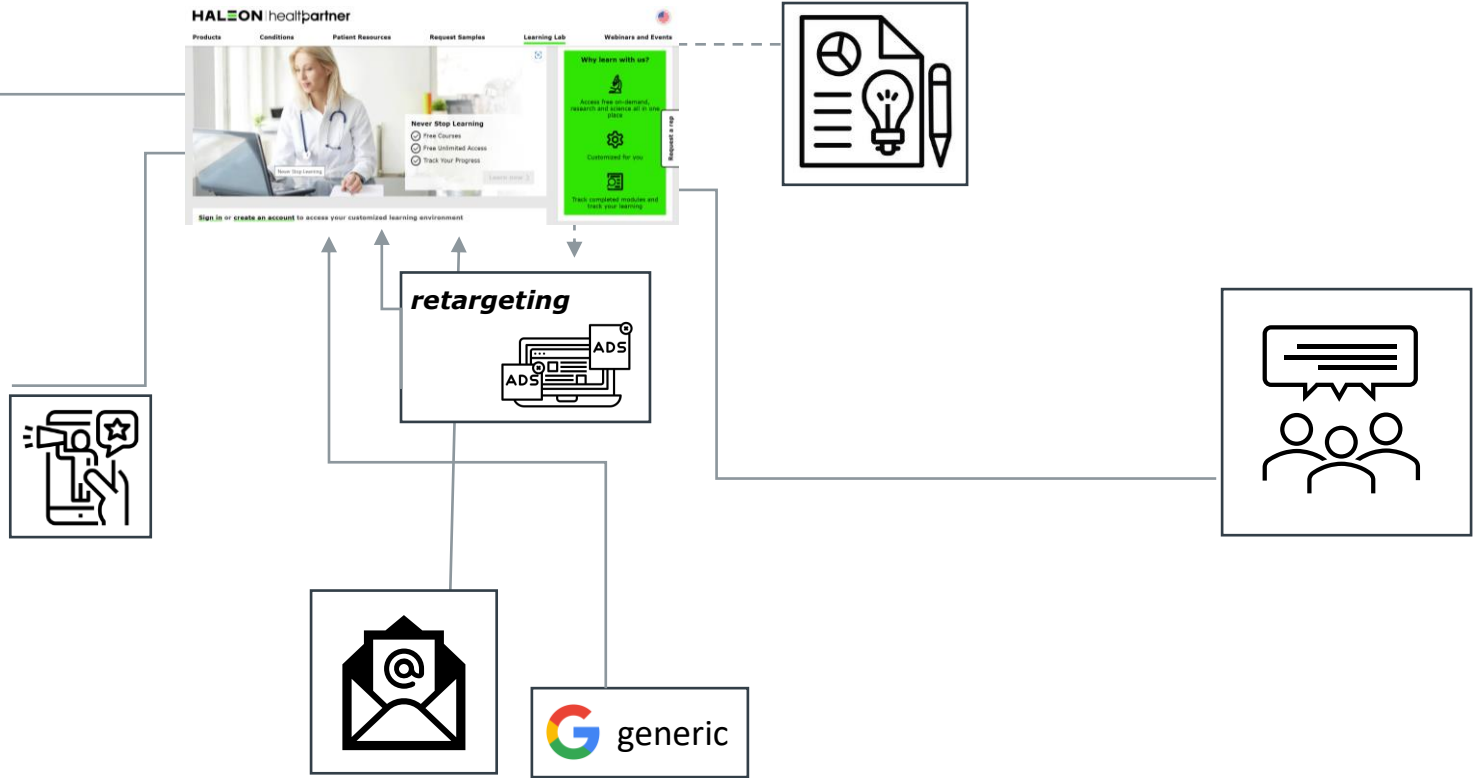 HALEON healthpartner
Products Conditions Patient Resources Request Samples Learning Lab Webinars and Events
Never Stop Learning
Free Courses
Free Unlimited Access
Track Your Progress
Learn more
Never Stop Learning
Why learn with us?
Access free on-demand,
research and science all in one
place
Customized for you
Track completed modules and
track your learning
Request a rep
Sign in or create an account to access your customized learning environment
retargeting
ADS
ADS
@
G generic